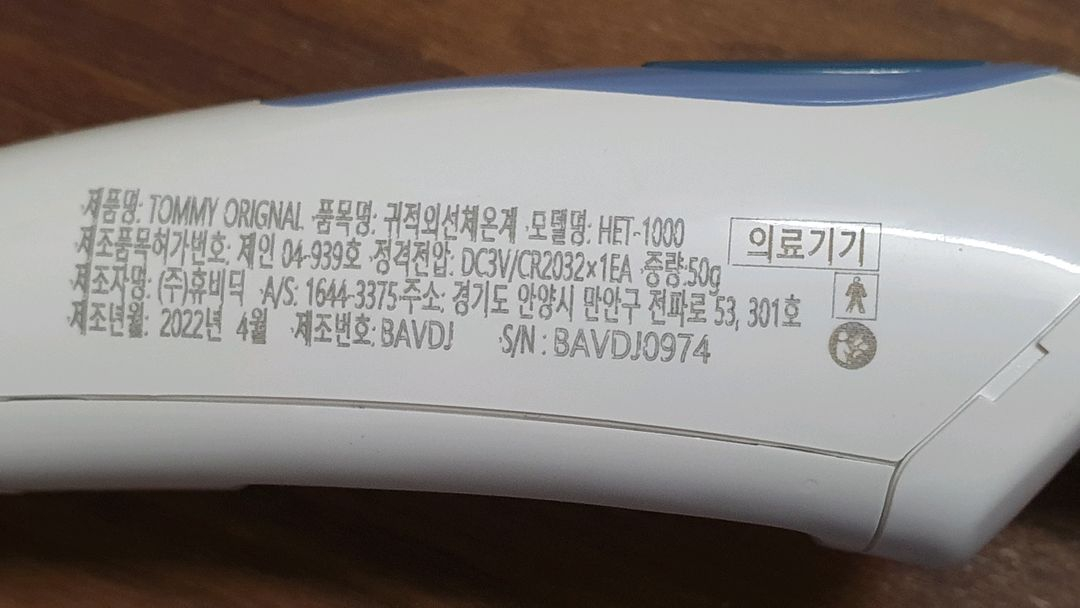 제품명: TOMMY ORIGNAL 품목명: 귀적외선체온계 모델명: HET-1000
제조품목허가번호: 제인 04-939호 정격전압: DC3V/CR2032×1EA 중량:50g
제조자명: (주)휴비딕 A/S: 1644-3375 주소: 경기도 안양시 만안구 전파로 53, 301호
제조년월: 2022년 4월 제조번호: BAVDJ S/N : BAVDJ0974
의료기기